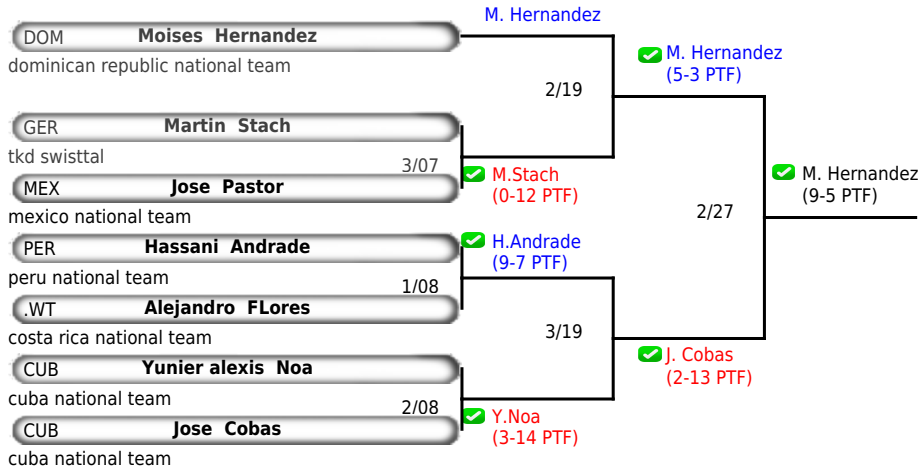 M. Hernandez
DOM Moises Hernandez
dominican republic national team
M. Hernandez
(5-3 PTF)
2/19
GER Martin Stach
tkd swisttal
3/07
M.Stach
(0-12 PTF)
MEX Jose Pastor
mexico national team
M. Hernandez
(9-5 PTF)
2/27
PER Hassani Andrade
peru national team
H.Andrade
(9-7 PTF)
1/08
.WT Alejandro FLores
costa rica national team
3/19
J. Cobas
(2-13 PTF)
CUB Yunier alexis Noa
cuba national team
2/08
Y.Noa
(3-14 PTF)
CUB Jose Cobas
cuba national team